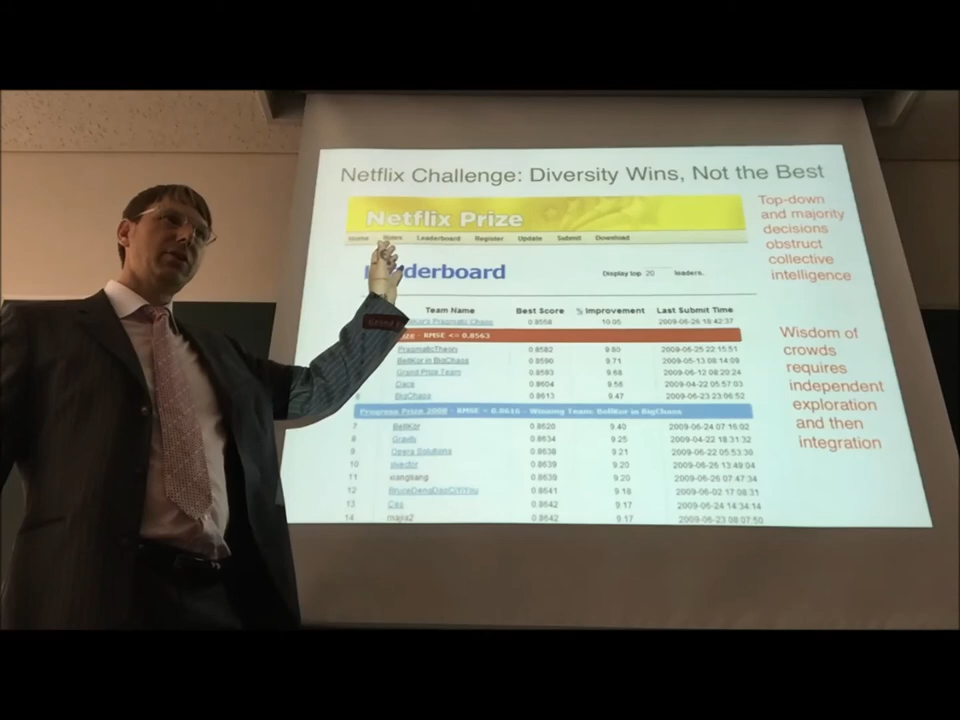 Netflix Challenge: Diversity Wins, Not the Best
Netflix Prize
Home Rules Leaderboard Register Update Submit Download
derboard
Display top 20 leaders.
Team Name Best Score % Improvement Last Submit Time
Pragmatic Chaos 0.8558 10.05 2009-06-26 18:42:37
- RMSE <= 0.8563
PragmaticTheory 0.8582 9.80 2009-06-25 22:15:51
BellKor in BigChaos 0.8590 9.71 2009-05-13 08:14:09
Grand Prize Team 0.8593 9.68 2009-06-12 08:20:24
Dace 0.8604 9.56 2009-04-22 05:57:03
6 BigChaos 0.8613 9.47 2009-06-23 23:06:52
Progress Prize 2008 - RMSE = 0.8616 - Winning Team: BellKor in BigChaos
7 BellKor 0.8620 9.40 2009-06-24 07:16:02
8 Gravity 0.8634 9.25 2009-04-22 18:31:32
9 Opera Solutions 0.8638 9.21 2009-06-22 05:53:30
10 0.8639 9.20 2009-06-26 13:49:04
11 xiangliang 0.8639 9.20 2009-06-26 07:47:34
12 BruceDengDaoCiYiYou 0.8641 9.18 2009-06-02 17:08:31
13 Ces 0.8642 9.17 2009-06-24 14:34:14
14 majia2 0.8642 9.17 2009-06-23 08:07:50
Top-down
and majority
decisions
obstruct
collective
intelligence
Wisdom of
crowds
requires
independent
exploration
and then
integration